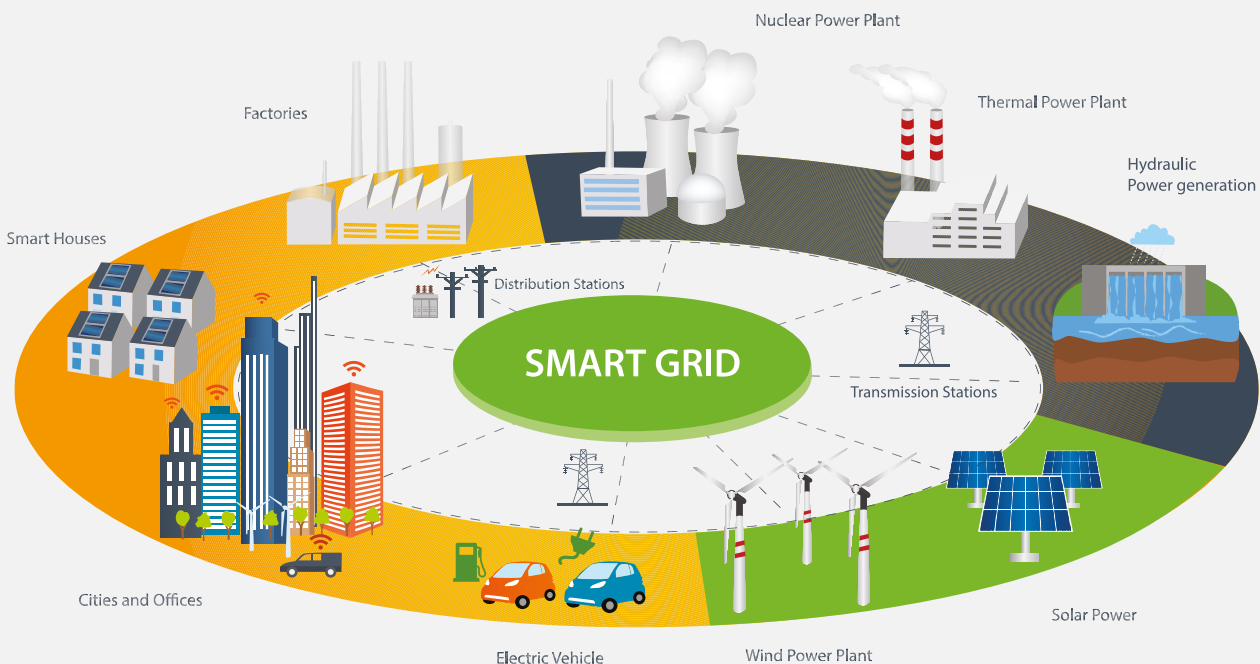 Nuclear Power Plant
Factories
Thermal Power Plant
Hydraulic
Power generation
Smart Houses
Distribution Stations
SMART GRID
Transmission Stations
Cities and Offices
Solar Power
Electric Vehicle
Wind Power Plant